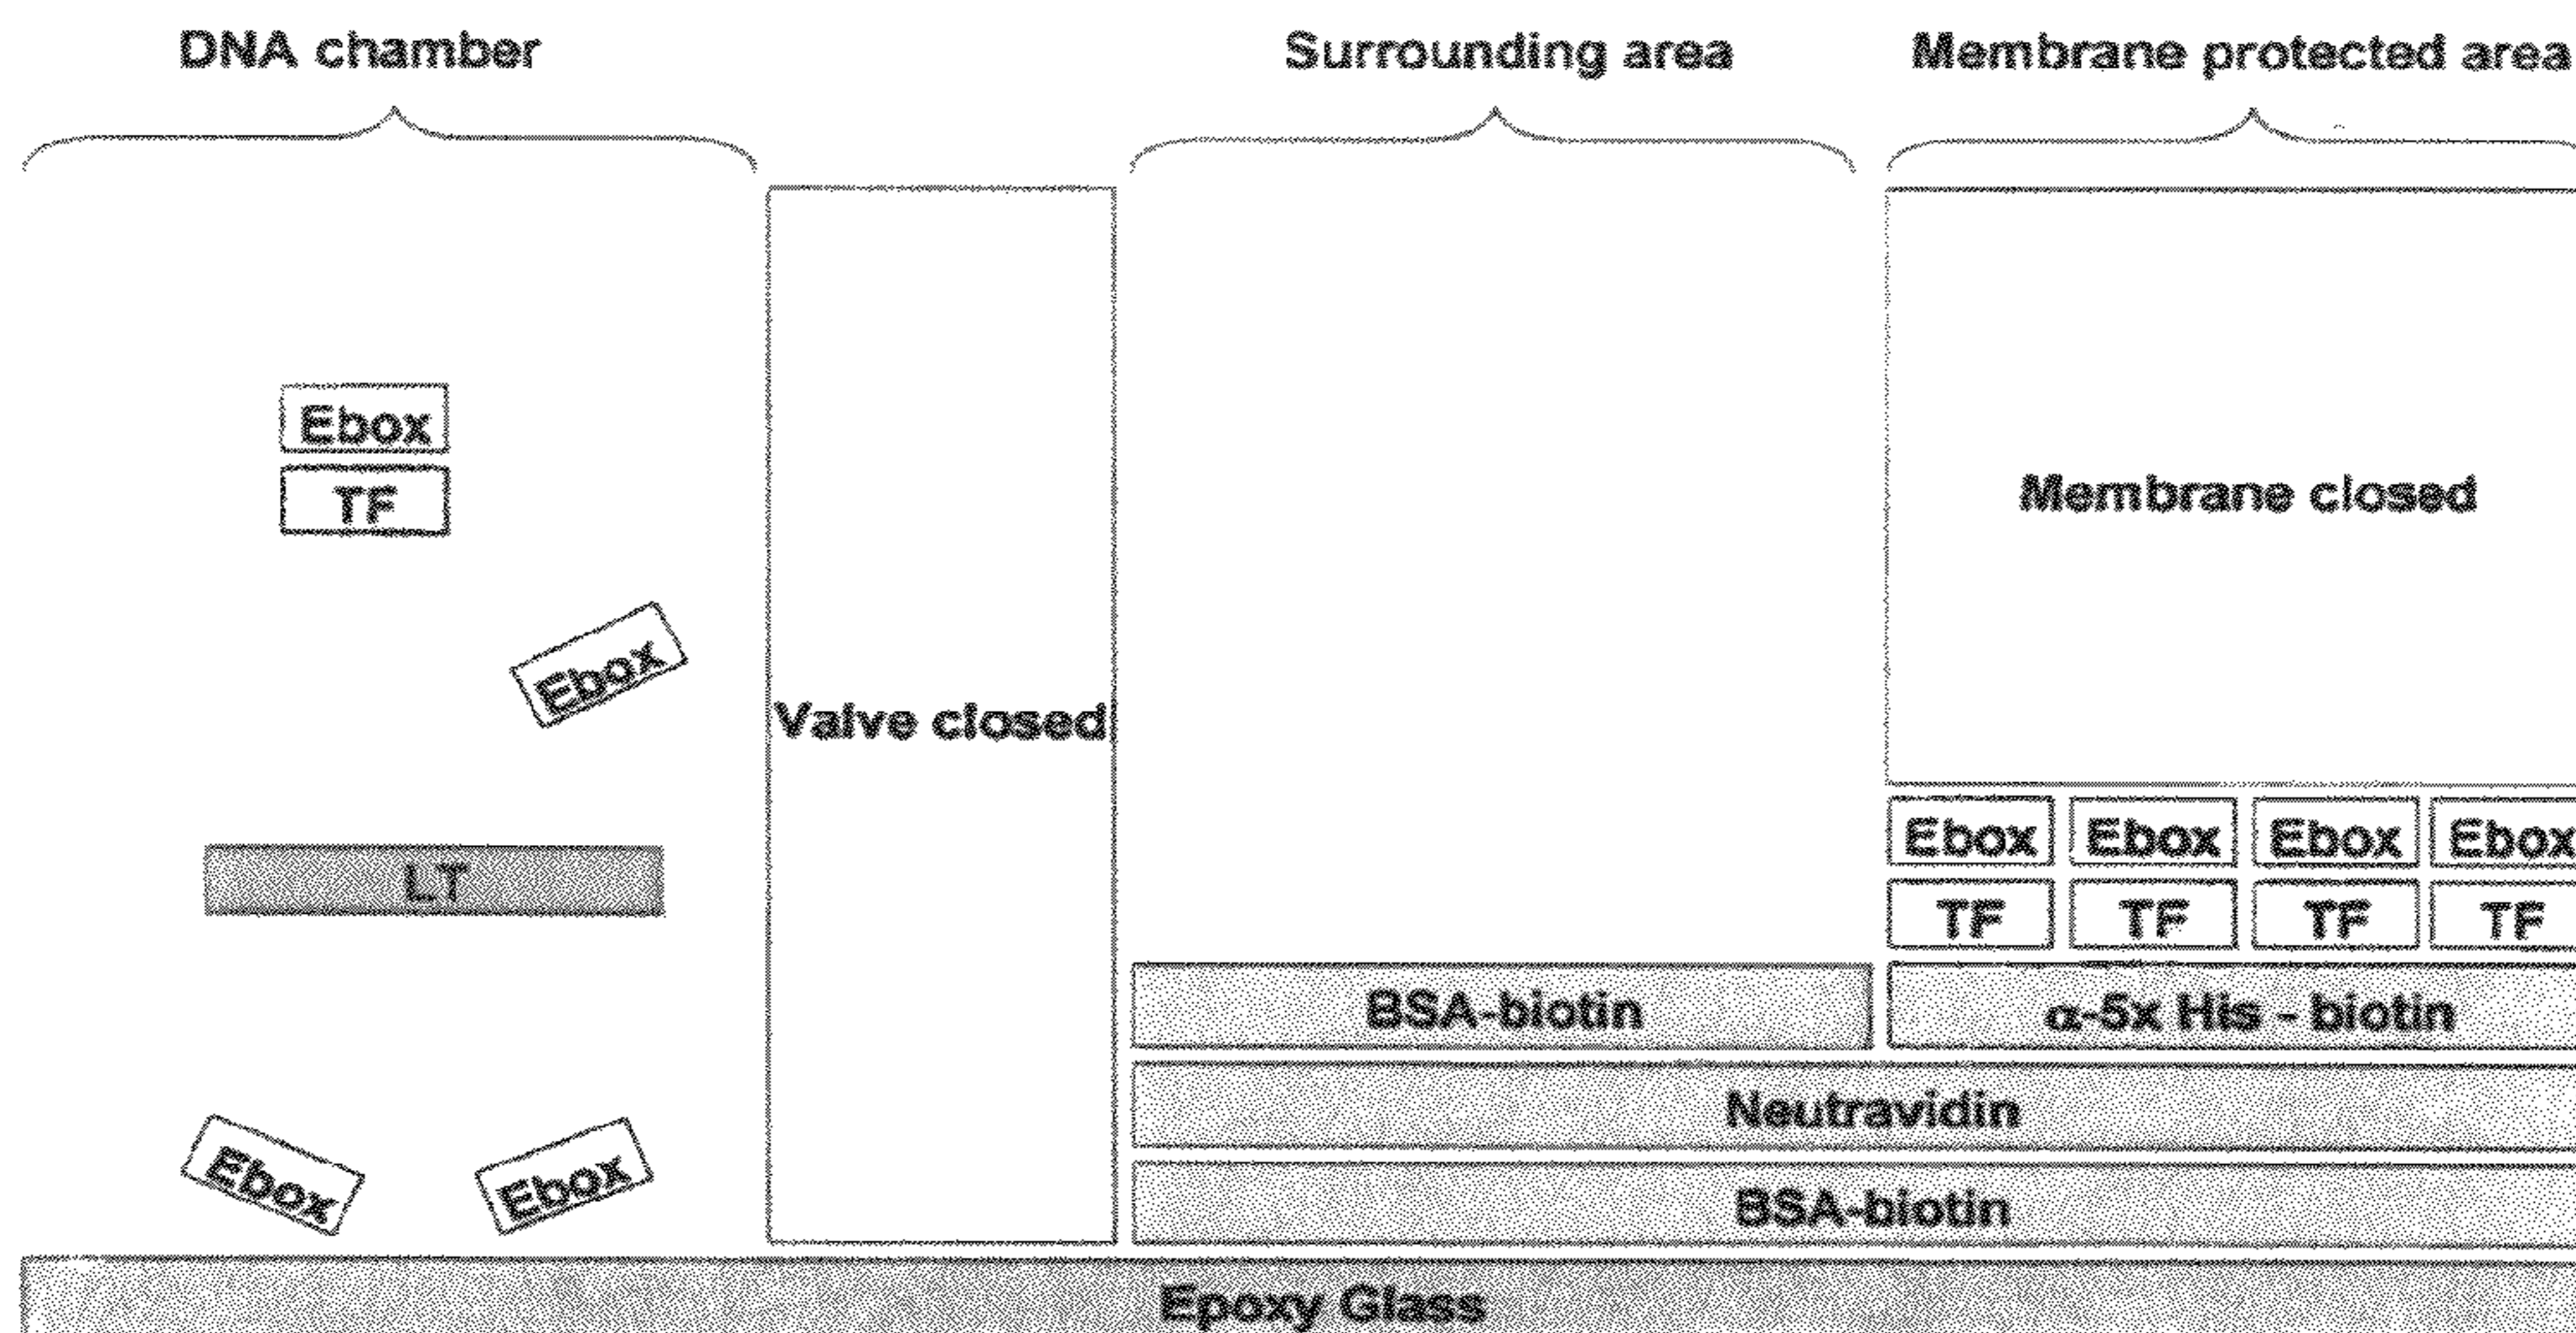 DNA chamber
Surrounding area
Membrane protected area
Ebox
TF
Membrane closed
Ebox
Valve closed
Ebox Ebox Ebox Ebox
LT
TF TF TF TF
BSA-biotin
α-5x His - biotin
Neutravidin
Ebox
Ebox
BSA-biotin
Epoxy Glass